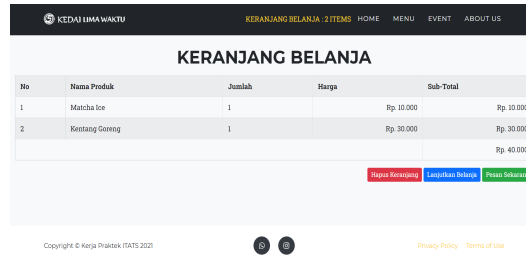 KEDAI LIMA WAKTU KERANJANG BELANJA : 2 ITEMS HOME MENU EVENT ABOUT US
KERANJANG BELANJA
No Nama Produk Jumlah Harga Sub-Total
1 Matcha Ice 1 Rp. 10.000 Rp. 10.000
2 Kentang Goreng 1 Rp. 30.000 Rp. 30.000
Rp. 40.000
Hapus Keranjang Lanjutkan Belanja Pesan Sekaran
Copyright © Kerja Praktek ITATS 2021 Privacy Policy Terms of Use